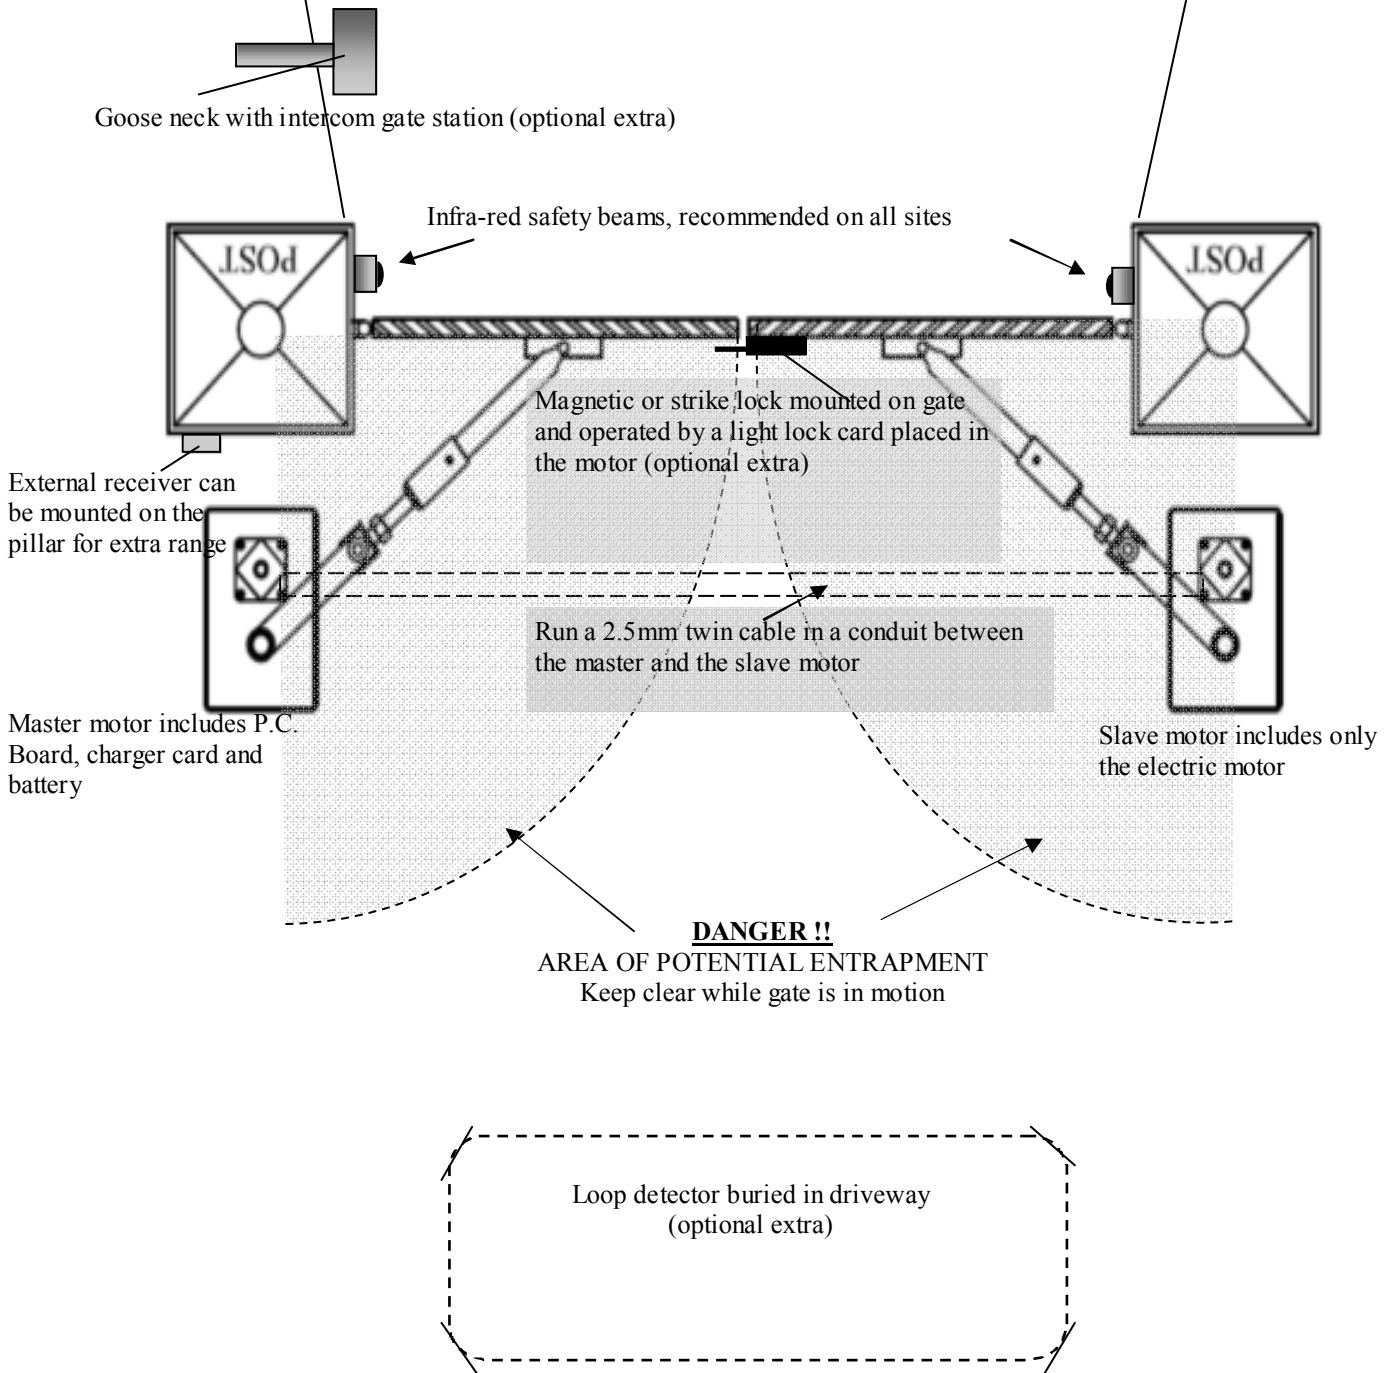 Goose neck with intercom gate station (optional extra)
Infra-red safety beams, recommended on all sites
POST
POST
Magnetic or strike lock mounted on gate
and operated by a light lock card placed in
the motor (optional extra)
External receiver can
be mounted on the
pillar for extra range
Run a 2.5mm twin cable in a conduit between
the master and the slave motor
Master motor includes P.C.
Board, charger card and
battery
Slave motor includes only
the electric motor
DANGER !!
AREA OF POTENTIAL ENTRAPMENT
Keep clear while gate is in motion
Loop detector buried in driveway
(optional extra)